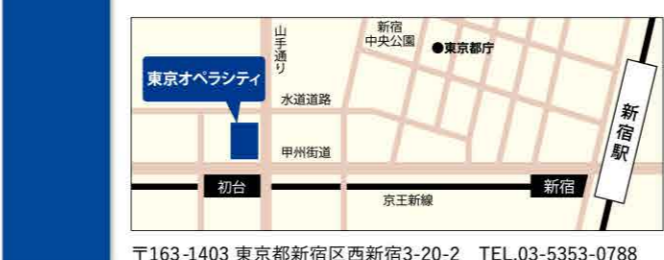 山手通り
新宿
中央公園
●東京都庁
東京オペラシティ
水道道路
新宿駅
甲州街道
初台
新宿
京王新線
〒163-1403 東京都新宿区西新宿3-20-2 TEL.03-5353-0788